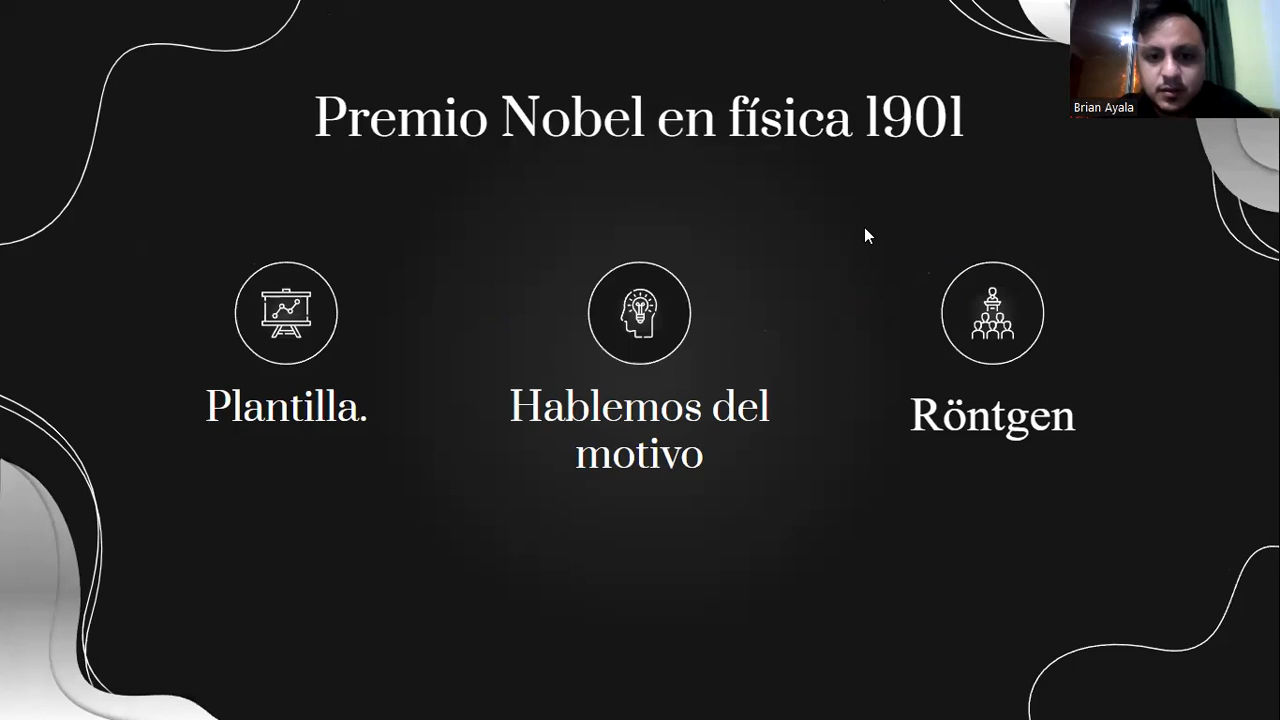 Premio Nobel en física 1901
Brian Ayala
Plantilla.
Hablemos del
motivo
Röntgen